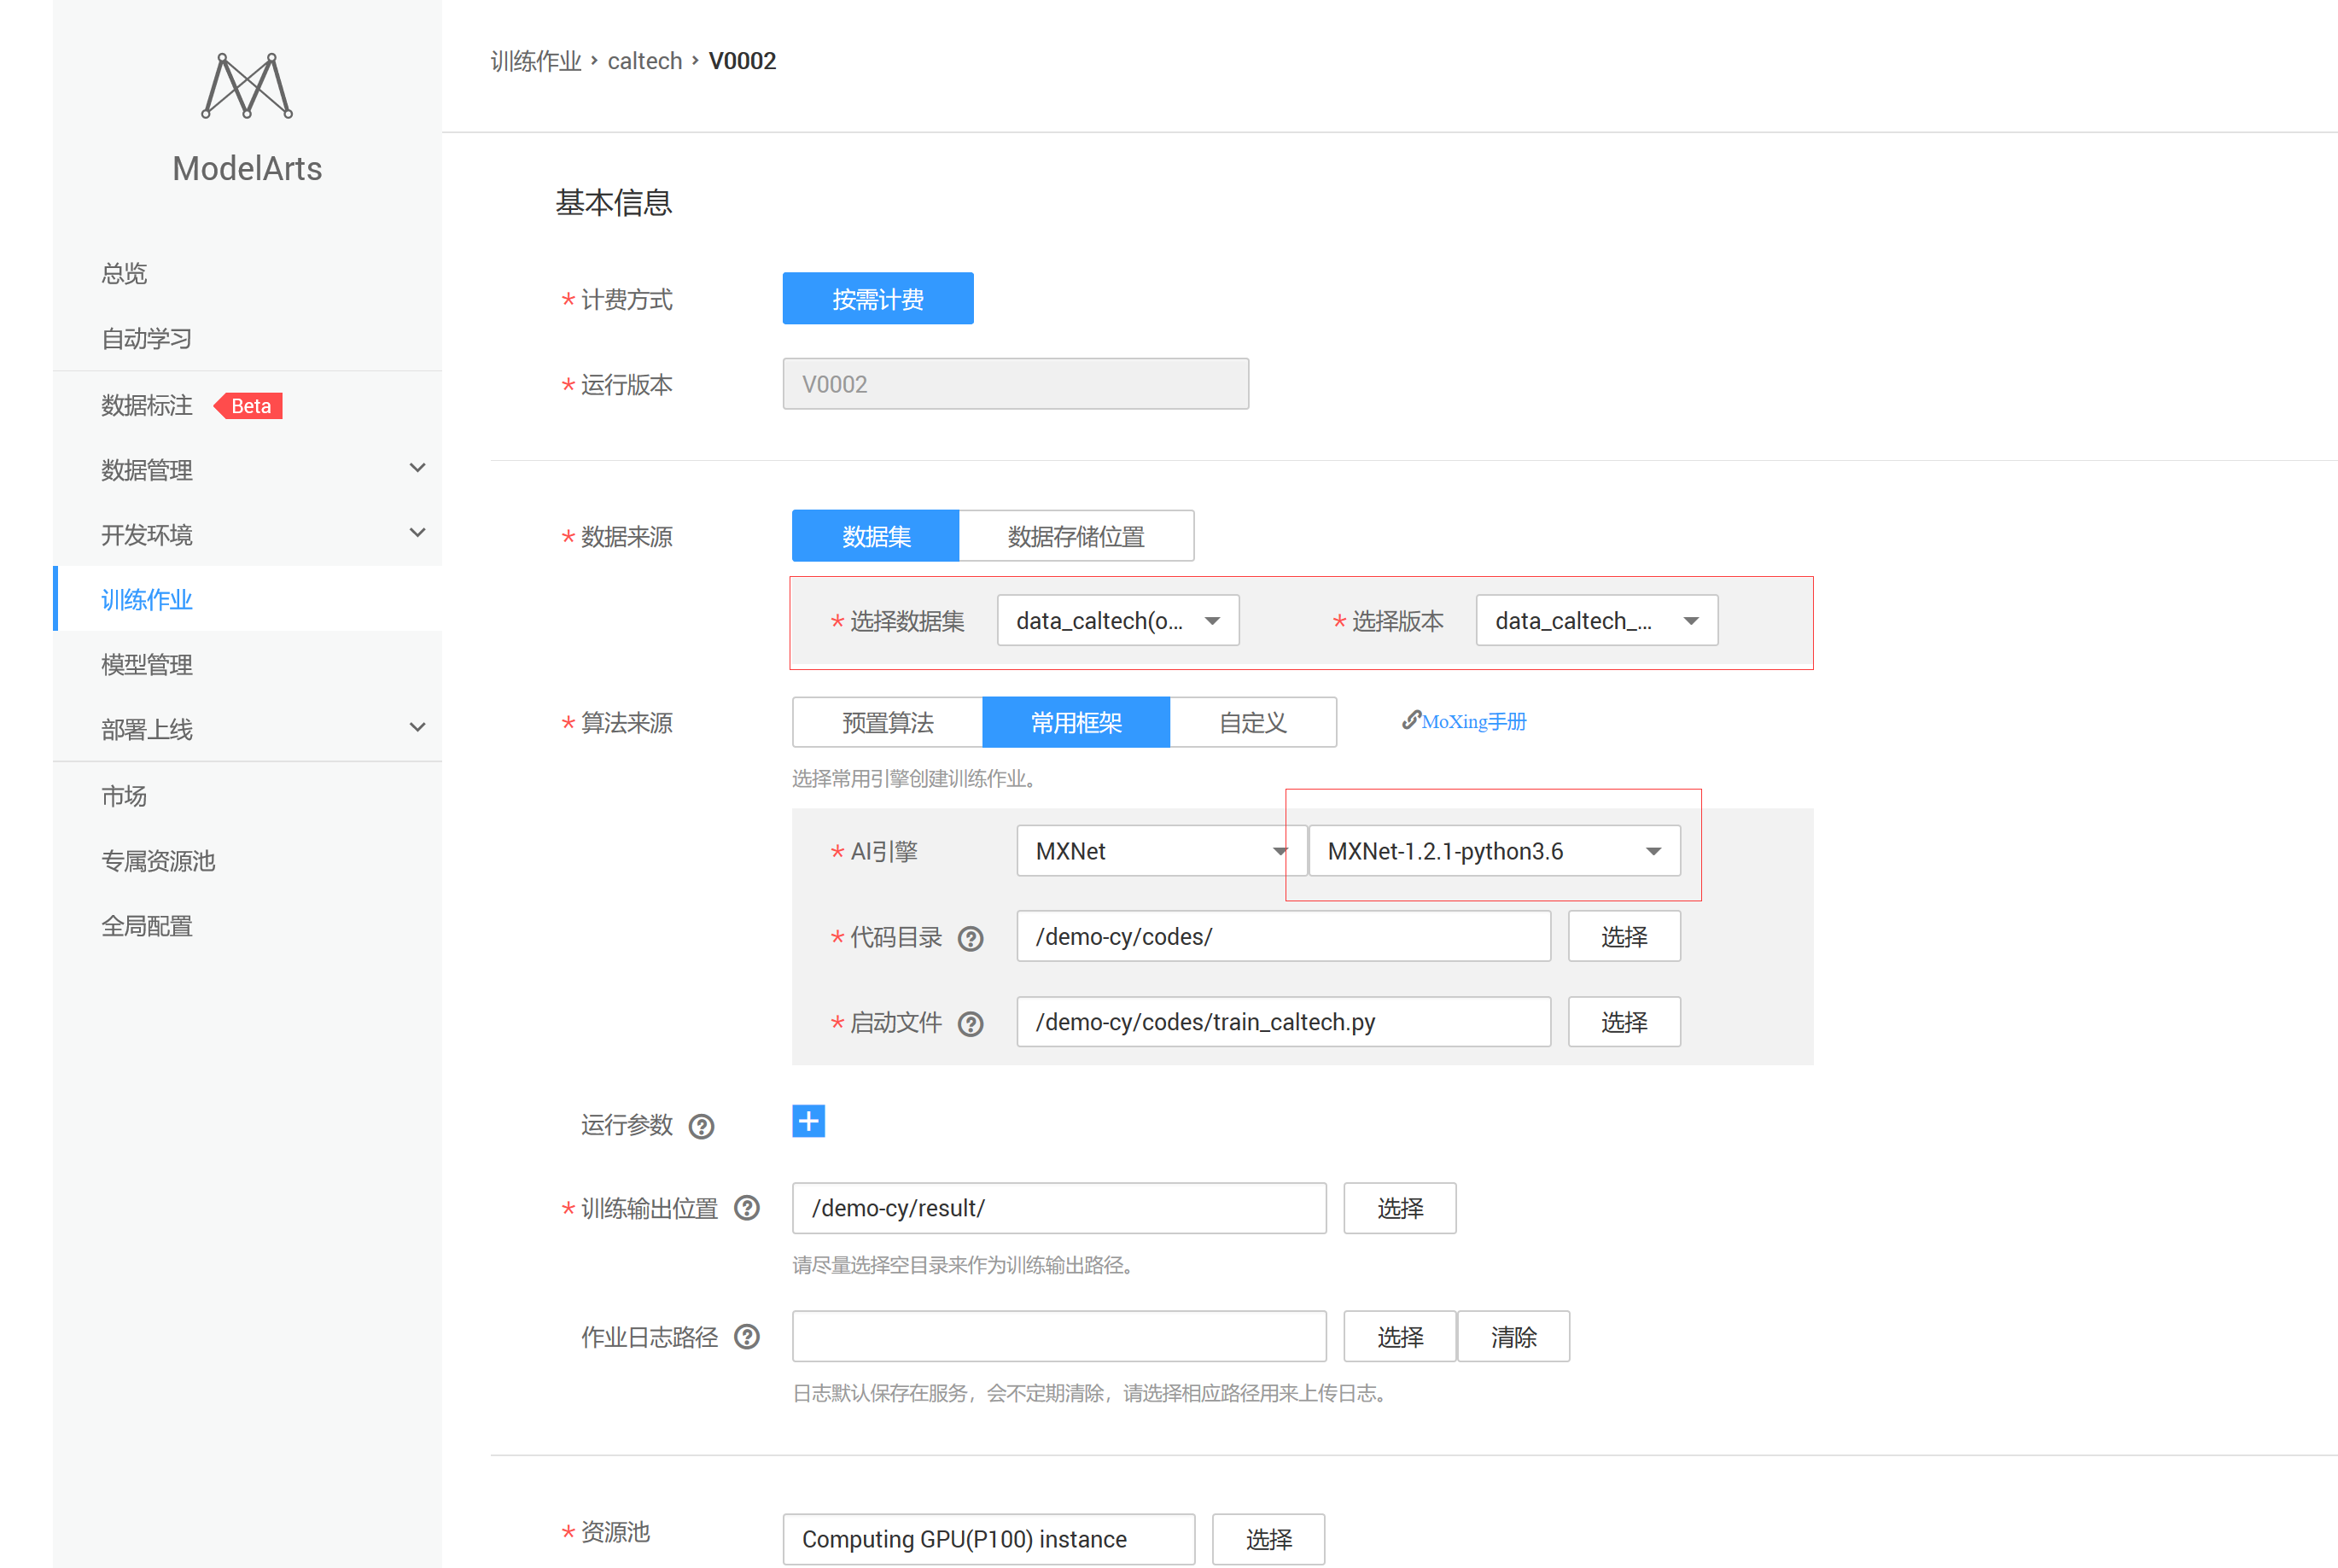 ModelArts
总览
自动学习
数据标注 Beta
数据管理
开发环境
训练作业
模型管理
部署上线
市场
专属资源池
全局配置
训练作业 › caltech › V0002
基本信息
* 计费方式 按需计费
* 运行版本 V0002
* 数据来源 数据集 数据存储位置
* 选择数据集 data_caltech(o... * 选择版本 data_caltech_...
* 算法来源 预置算法 常用框架 自定义 MoXing手册
选择常用引擎创建训练作业。
* AI引擎 MXNet MXNet-1.2.1-python3.6
* 代码目录 ? /demo-cy/codes/ 选择
* 启动文件 ? /demo-cy/codes/train_caltech.py 选择
运行参数 ? +
* 训练输出位置 ? /demo-cy/result/ 选择
请尽量选择空目录来作为训练输出路径。
作业日志路径 ? 选择 清除
日志默认保存在服务，会不定期清除，请选择相应路径用来上传日志。
* 资源池 Computing GPU(P100) instance 选择